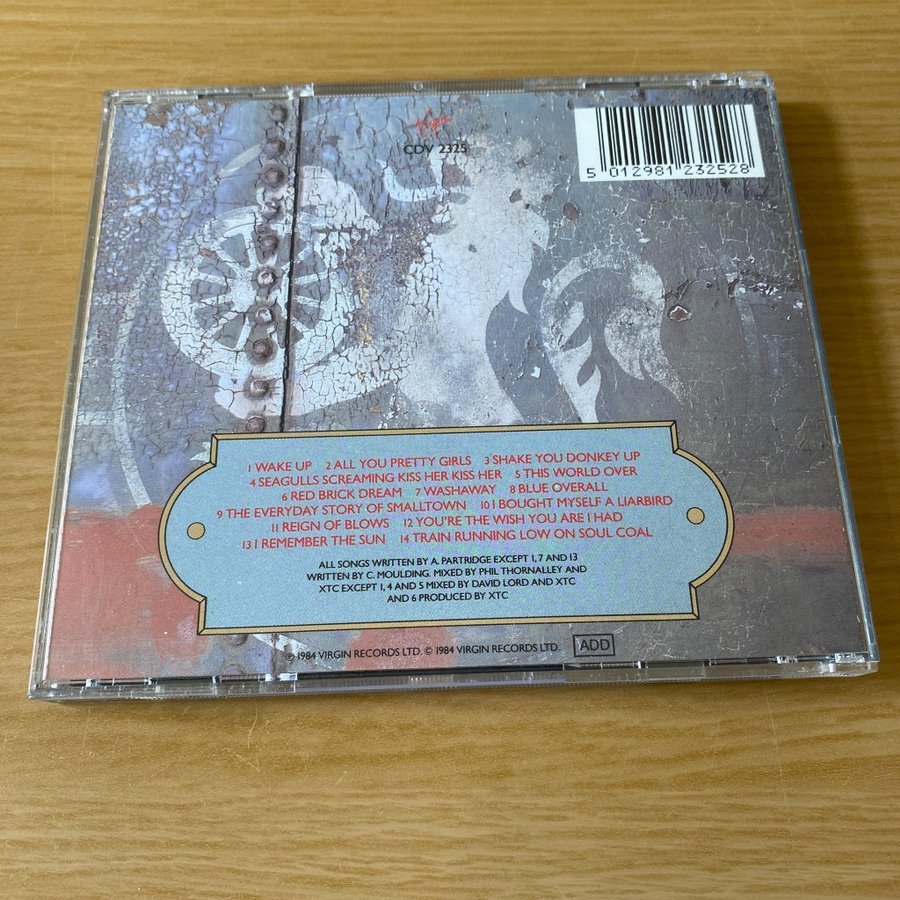 Virgin
CDV 2325
5 012981 232528
1 WAKE UP 2 ALL YOU PRETTY GIRLS 3 SHAKE YOU DONKEY UP
4 SEAGULLS SCREAMING KISS HER KISS HER 5 THIS WORLD OVER
6 RED BRICK DREAM 7 WASHAWAY 8 BLUE OVERALL
9 THE EVERYDAY STORY OF SMALLTOWN 10 I BOUGHT MYSELF A LIARBIRD
11 REIGN OF BLOWS 12 YOU'RE THE WISH YOU ARE I HAD
13 I REMEMBER THE SUN 14 TRAIN RUNNING LOW ON SOUL COAL
ALL SONGS WRITTEN BY A. PARTRIDGE EXCEPT 1, 7 AND 13
WRITTEN BY C. MOULDING. MIXED BY PHIL THORNALLEY AND
XTC EXCEPT 1, 4 AND 5 MIXED BY DAVID LORD AND XTC
AND 6 PRODUCED BY XTC
℗ 1984 VIRGIN RECORDS LTD. © 1984 VIRGIN RECORDS LTD. ADD